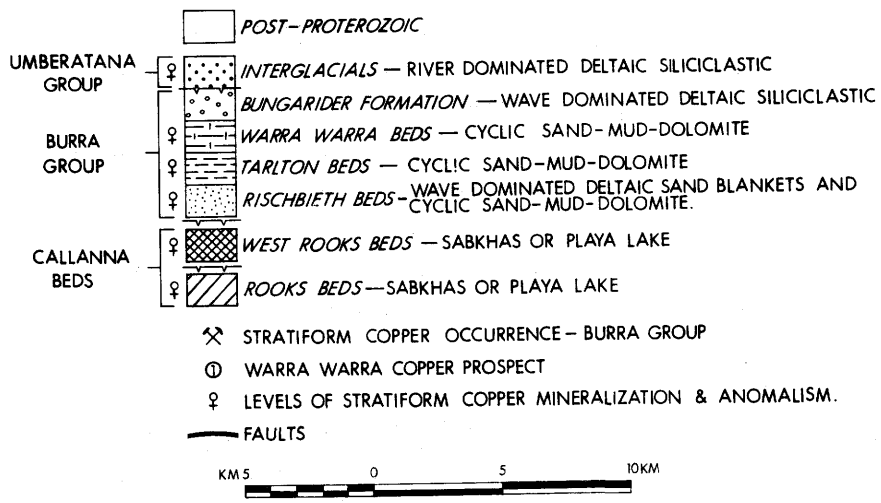 POST-PROTEROZOIC
UMBERATANA GROUP
INTERGLACIALS — RIVER DOMINATED DELTAIC SILICICLASTIC
BURRA GROUP
BUNGARIDER FORMATION — WAVE DOMINATED DELTAIC SILICICLASTIC
WARRA WARRA BEDS — CYCLIC SAND-MUD-DOLOMITE
TARLTON BEDS — CYCLIC SAND-MUD-DOLOMITE
RISCHBIETH BEDS - WAVE DOMINATED DELTAIC SAND BLANKETS AND
CYCLIC SAND-MUD-DOLOMITE.
CALLANNA BEDS
WEST ROOKS BEDS — SABKHAS OR PLAYA LAKE
ROOKS BEDS — SABKHAS OR PLAYA LAKE
STRATIFORM COPPER OCCURRENCE — BURRA GROUP
① WARRA WARRA COPPER PROSPECT
♀ LEVELS OF STRATIFORM COPPER MINERALIZATION & ANOMALISM.
FAULTS
KM 5 0 5 10 KM